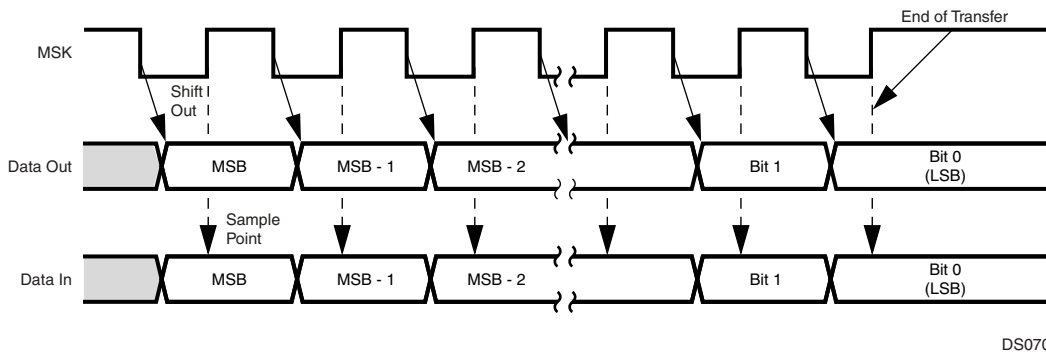 End of Transfer
MSK
Shift
Out
Data Out
MSB
MSB - 1
MSB - 2
Bit 1
Bit 0
(LSB)
Sample
Point
Data In
MSB
MSB - 1
MSB - 2
Bit 1
Bit 0
(LSB)
DS070